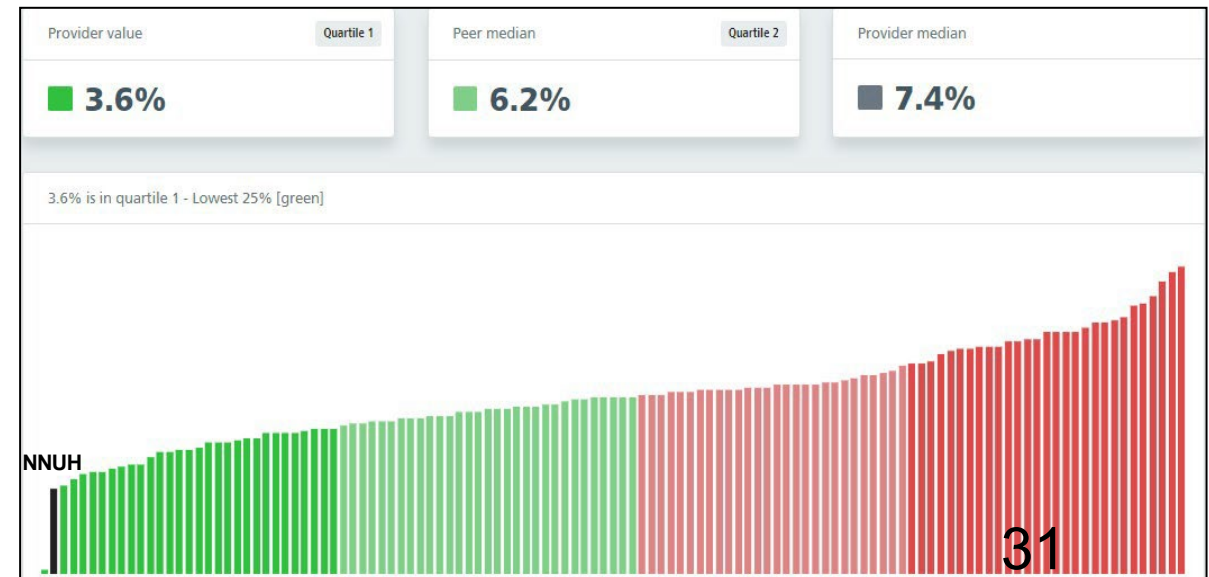 Provider value Quartile 1 Peer median Quartile 2 Provider median
3.6% 6.2% 7.4%
3.6% is in quartile 1 - Lowest 25% [green]
NNUH
31